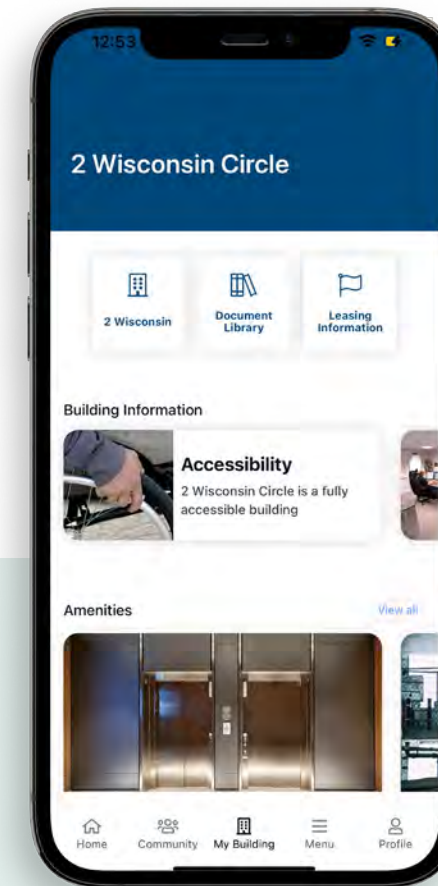 12:53
2 Wisconsin Circle
2 Wisconsin
Document
Library
Leasing
Information
Building Information
Accessibility
2 Wisconsin Circle is a fully
accessible building
Amenities
View all
Home
Community
My Building
Menu
Profile